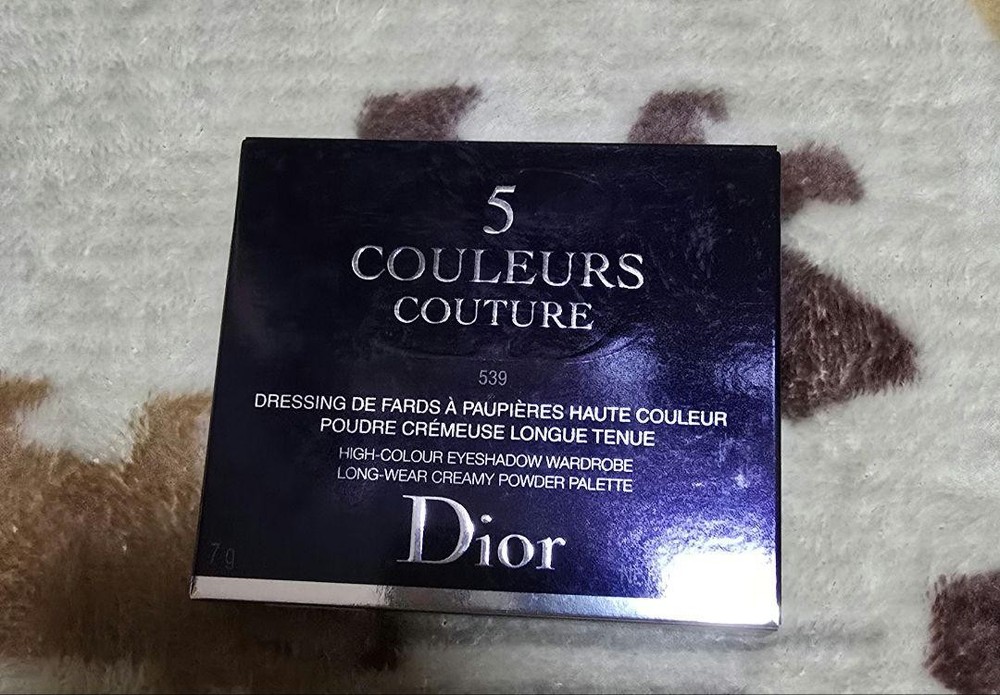 5
COULEURS
COUTURE
539
DRESSING DE FARDS À PAUPIÈRES HAUTE COULEUR
POUDRE CRÉMEUSE LONGUE TENUE
HIGH-COLOUR EYESHADOW WARDROBE
LONG-WEAR CREAMY POWDER PALETTE
Dior
7 g